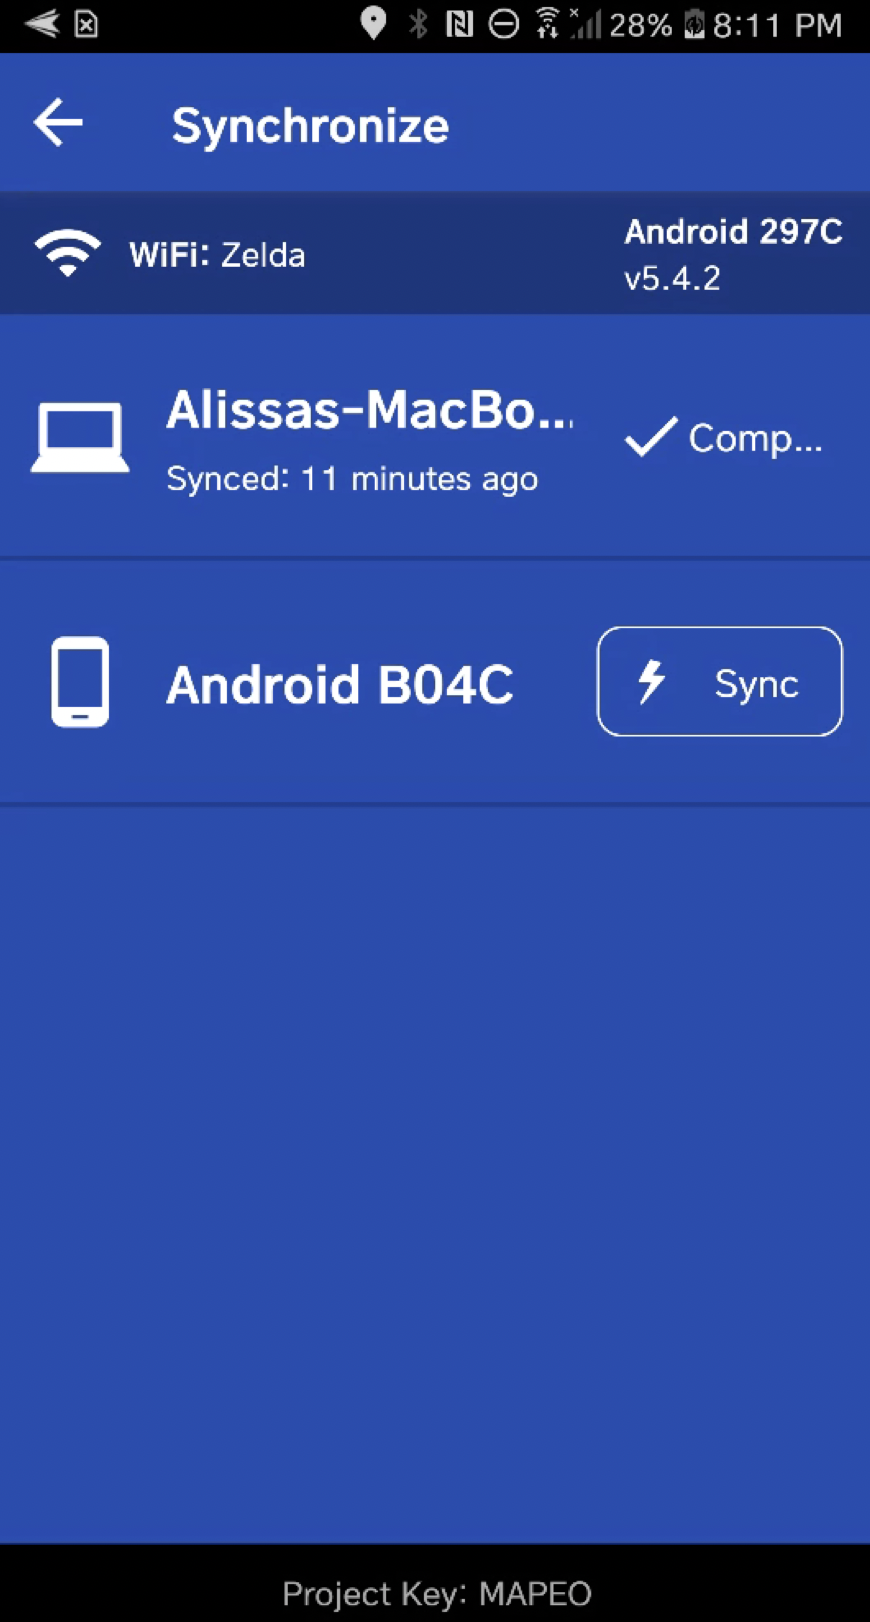 28% 8:11 PM
Synchronize
WiFi: Zelda
Android 297C
v5.4.2
Alissas-MacBo...
Synced: 11 minutes ago
Comp...
Android B04C
Sync
Project Key: MAPEO